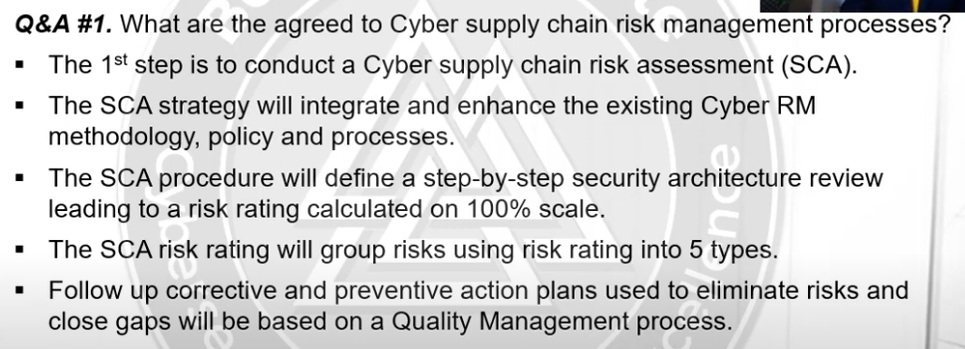 Q&A #1. What are the agreed to Cyber supply chain risk management processes?
▪ The 1st step is to conduct a Cyber supply chain risk assessment (SCA).
▪ The SCA strategy will integrate and enhance the existing Cyber RM
methodology, policy and processes.
▪ The SCA procedure will define a step-by-step security architecture review
leading to a risk rating calculated on 100% scale.
▪ The SCA risk rating will group risks using risk rating into 5 types.
▪ Follow up corrective and preventive action plans used to eliminate risks and
close gaps will be based on a Quality Management process.